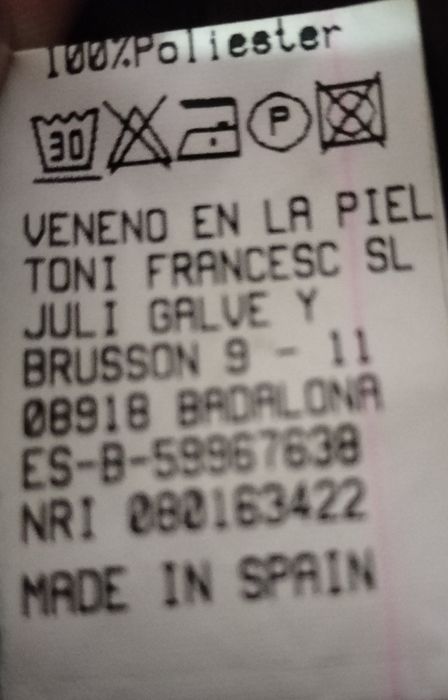 100%Poliester
30 P
VENENO EN LA PIEL
TONI FRANCESC SL
JULI GALVE Y
BRUSSON 9 - 11
08918 BADALONA
ES-B-59967638
NRI 080163422
MADE IN SPAIN